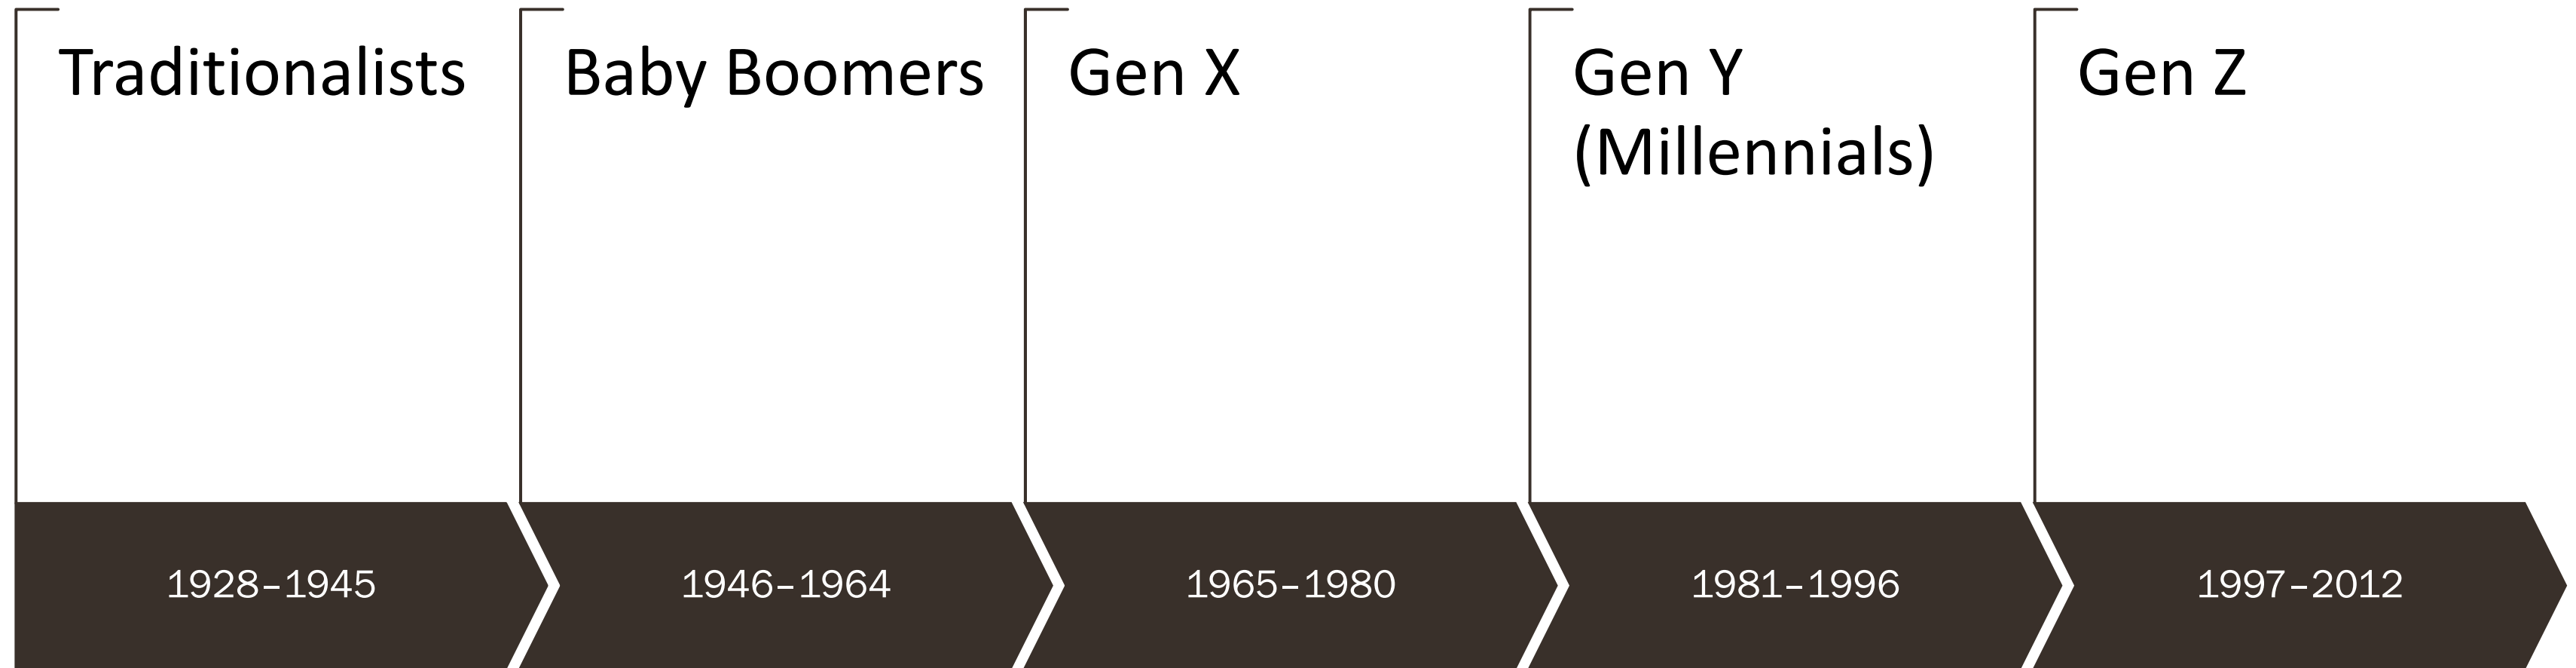 Traditionalists
Baby Boomers
Gen X
Gen Y
(Millennials)
Gen Z
1928–1945
1946–1964
1965–1980
1981–1996
1997–2012